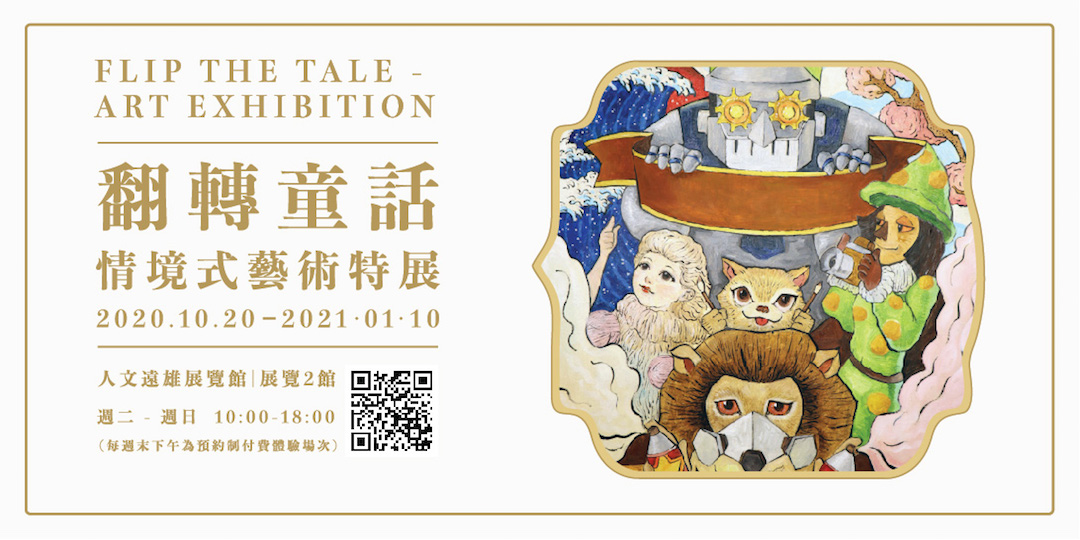 FLIP THE TALE -
ART EXHIBITION
翻轉童話
情境式藝術特展
2020.10.20-2021·01·10
人文遠雄展覽館|展覽2館
週二 - 週日 10:00-18:00
(每週末下午為預約制付費體驗場次)